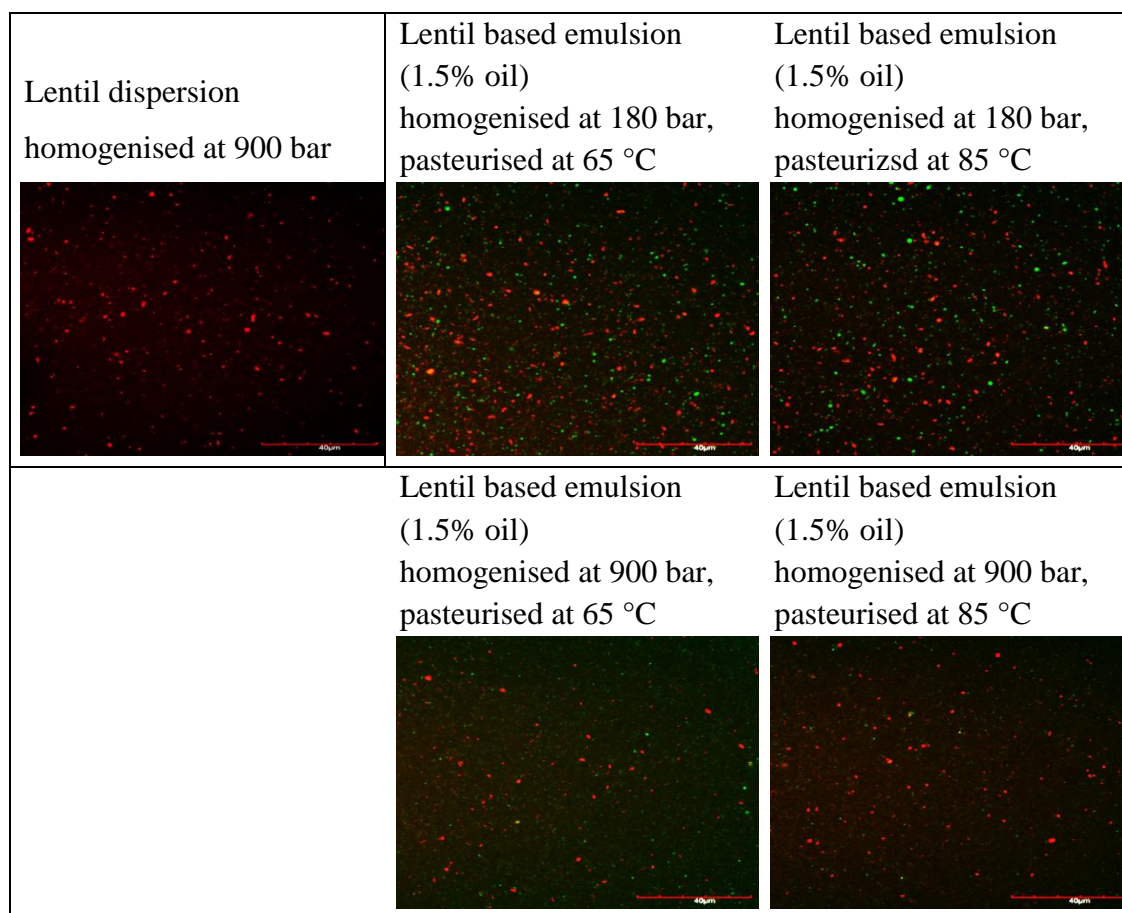 Lentil dispersion
homogenised at 900 bar
Lentil based emulsion
(1.5% oil)
homogenised at 180 bar,
pasteurised at 65 °C
Lentil based emulsion
(1.5% oil)
homogenised at 180 bar,
pasteurizsd at 85 °C
40µm
40µm
40µm
Lentil based emulsion
(1.5% oil)
homogenised at 900 bar,
pasteurised at 65 °C
Lentil based emulsion
(1.5% oil)
homogenised at 900 bar,
pasteurised at 85 °C
40µm
40µm